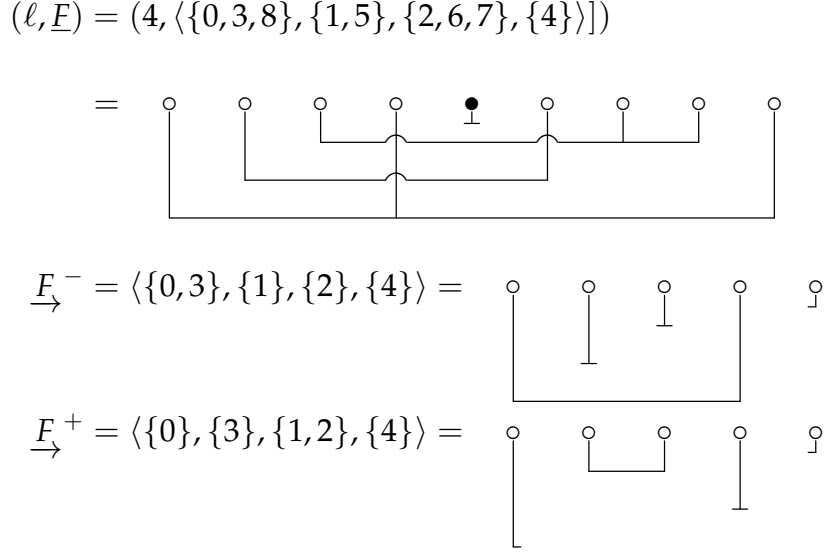 (ℓ, F) = (4, ⟨{0, 3, 8}, {1, 5}, {2, 6, 7}, {4}⟩])
=
F⁻ = ⟨{0, 3}, {1}, {2}, {4}⟩ =
F⁺ = ⟨{0}, {3}, {1, 2}, {4}⟩ =